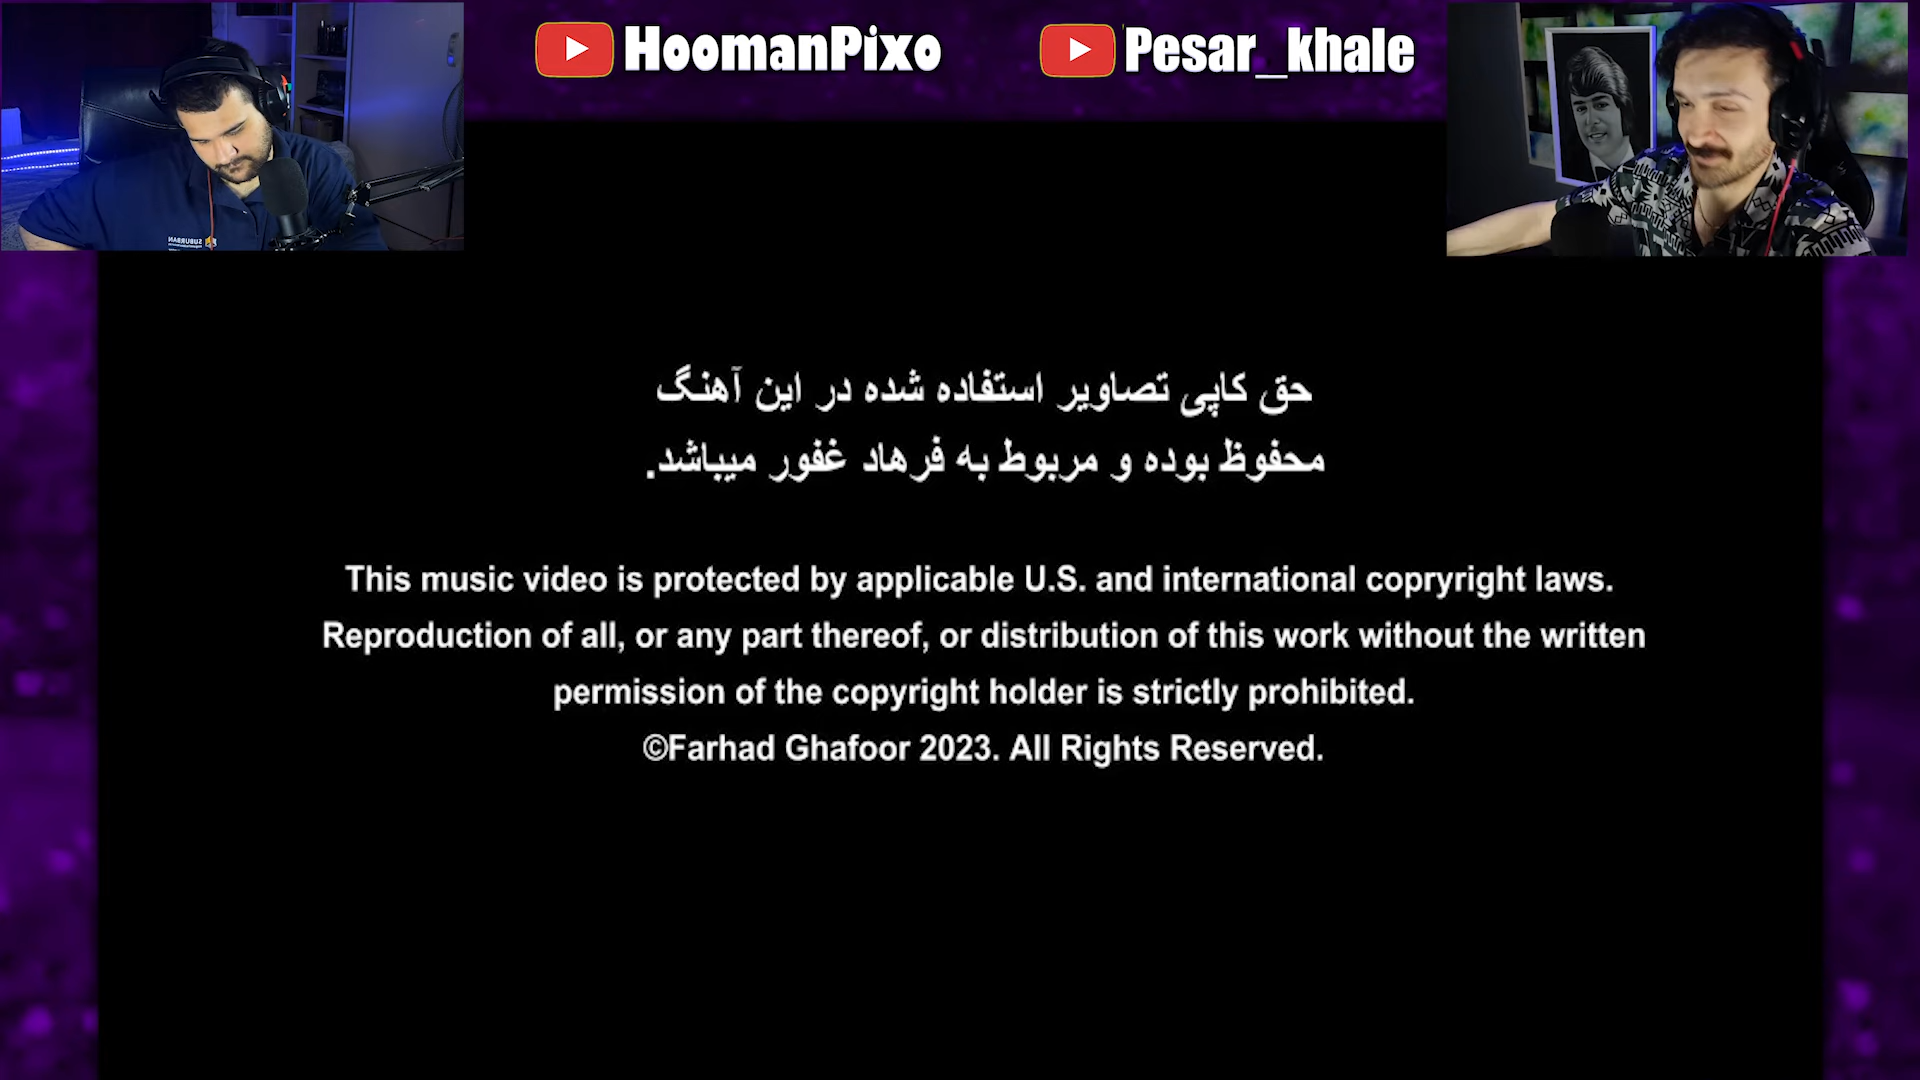 HoomanPixo
Pesar_khale
SUBURBAN
حق کاپی تصاویر استفاده شده در این آهنگ
محفوظ بوده و مربوط به فرهاد غفور میباشد.
This music video is protected by applicable U.S. and international copryright laws.
Reproduction of all, or any part thereof, or distribution of this work without the written
permission of the copyright holder is strictly prohibited.
©Farhad Ghafoor 2023. All Rights Reserved.